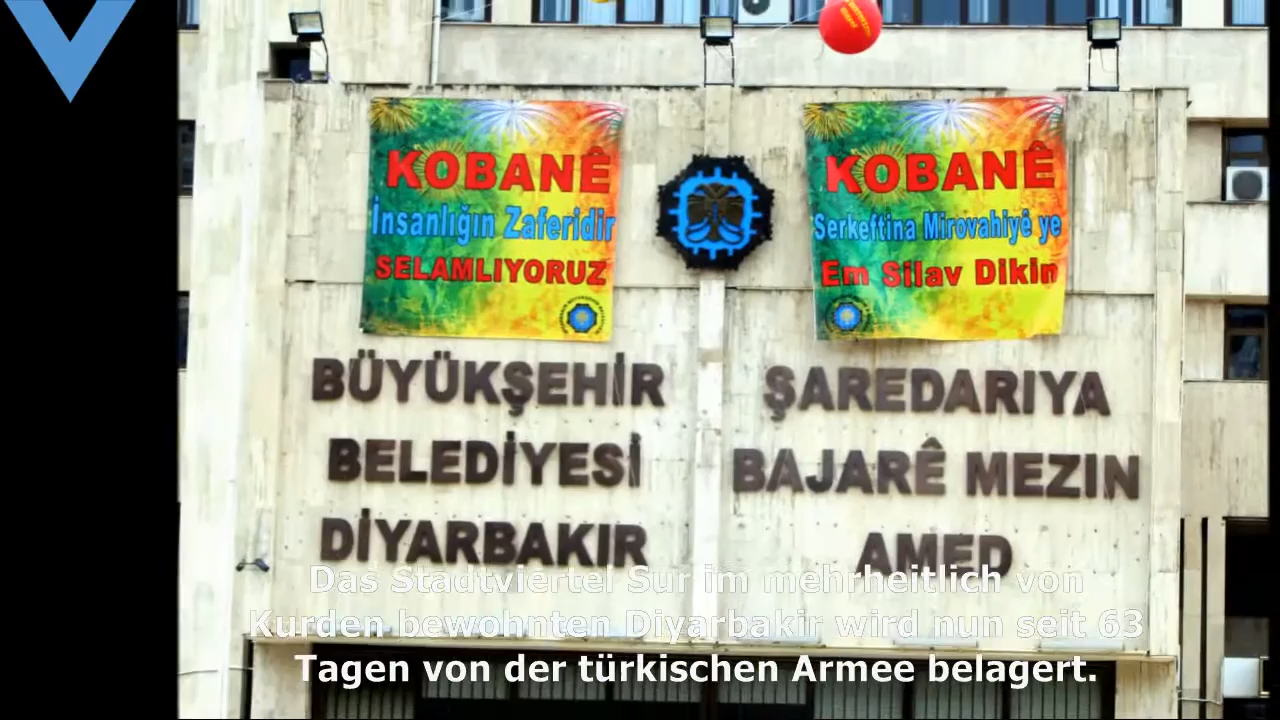 KOBANÊ
İnsanlığın Zaferidir
SELAMLIYORUZ
KOBANÊ
Serkeftina Mirovahiyê ye
Em Silav Dikin
BÜYÜKŞEHİR
BELEDİYESİ
DİYARBAKIR
ŞAREDARIYA
BAJARÊ MEZIN
AMED
Das Stadtviertel Sur im mehrheitlich von
Kurden bewohnten Diyarbakir wird nun seit 63
Tagen von der türkischen Armee belagert.